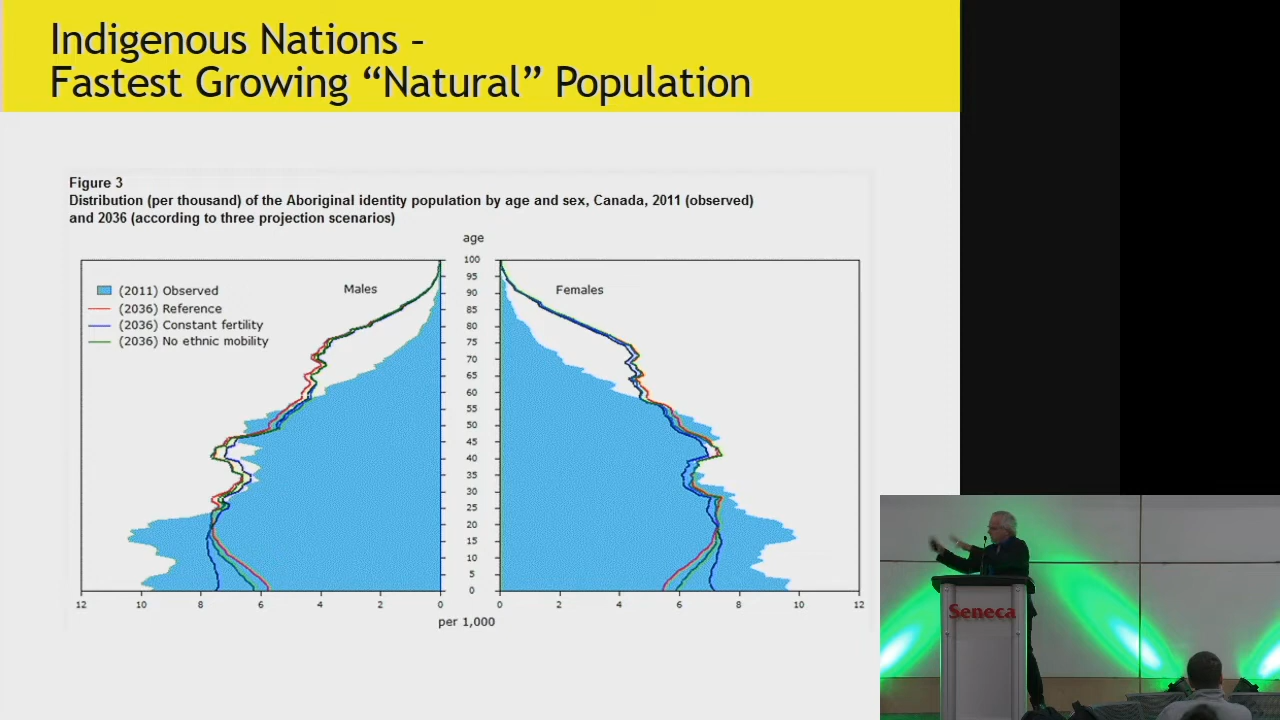 Indigenous Nations –
Fastest Growing “Natural” Population
Figure 3
Distribution (per thousand) of the Aboriginal identity population by age and sex, Canada, 2011 (observed)
and 2036 (according to three projection scenarios)
age
(2011) Observed
(2036) Reference
(2036) Constant fertility
(2036) No ethnic mobility
Males
Females
100
95
90
85
80
75
70
65
60
55
50
45
40
35
30
25
20
15
10
5
0
12 10 8 6 4 2 0
0 2 4 6 8 10 12
per 1,000
Seneca